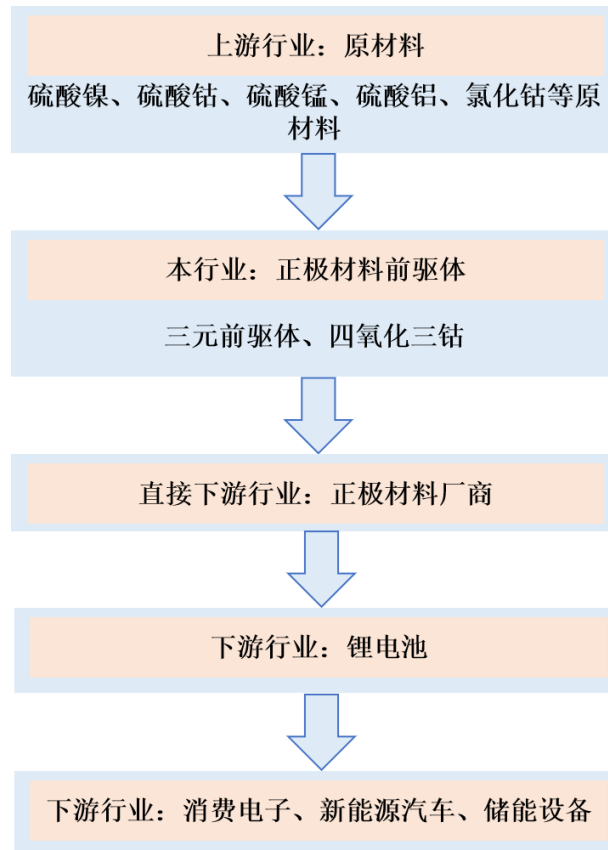 上游行业：原材料
硫酸镍、硫酸钴、硫酸锰、硫酸铝、氯化钴等原
材料
本行业：正极材料前驱体
三元前驱体、四氧化三钴
直接下游行业：正极材料厂商
下游行业：锂电池
下游行业：消费电子、新能源汽车、储能设备